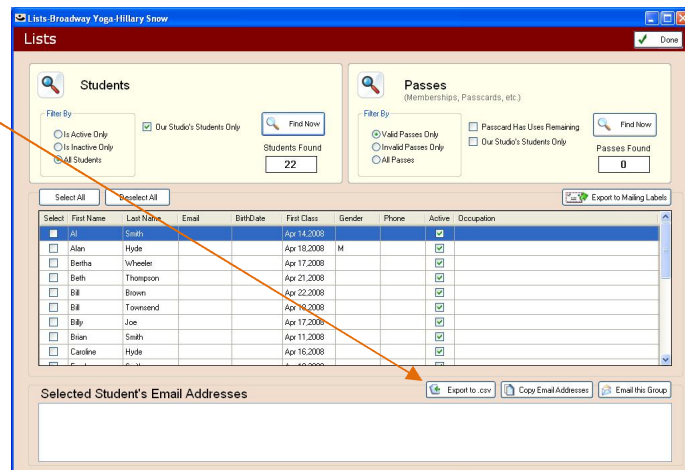 Lists-Broadway Yoga-Hillary Snow
Lists
Done
Students
Filter By
Is Active Only
Is Inactive Only
All Students
Our Studio's Students Only
Find Now
Students Found
22
Passes
(Memberships, Passcards, etc.)
Filter By
Valid Passes Only
Invalid Passes Only
All Passes
Passcard Has Uses Remaining
Our Studio's Students Only
Find Now
Passes Found
0
Select All Deselect All Export to Mailing Labels
Select First Name Last Name Email BirthDate First Class Gender Phone Active Occupation
Al Smith Apr 14,2008
Alan Hyde Apr 18,2008 M
Bertha Wheeler Apr 17,2008
Beth Thompson Apr 21,2008
Bill Brown Apr 22,2008
Bill Townsend Apr 18,2008
Billy Joe Apr 17,2008
Brian Smith Apr 11,2008
Caroline Hyde Apr 16,2008
Selected Student's Email Addresses Export to .csv Copy Email Addresses Email this Group